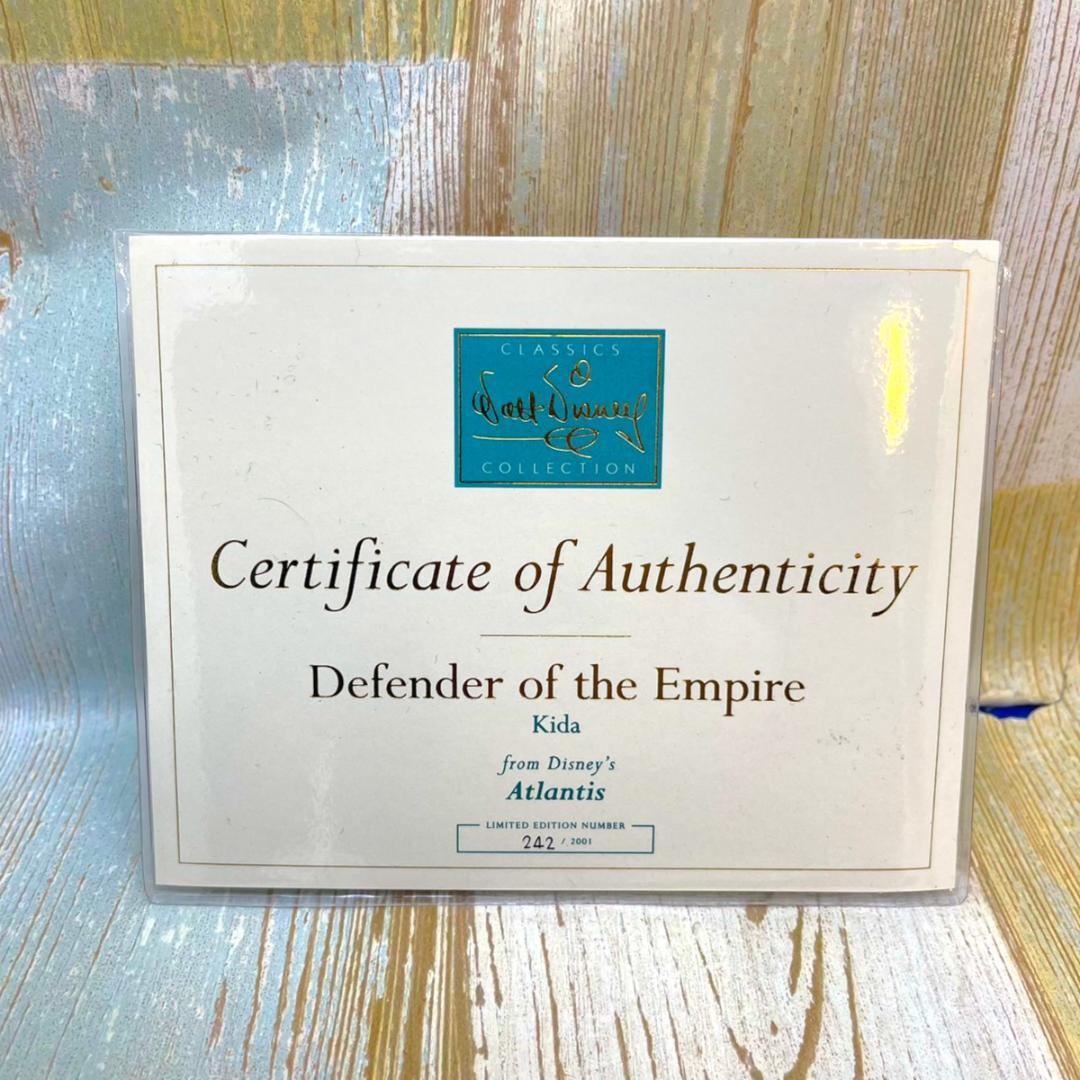 CLASSICS
Walt Disney
COLLECTION
Certificate of Authenticity
Defender of the Empire
Kida
from Disney's
Atlantis
LIMITED EDITION NUMBER
242 / 2001